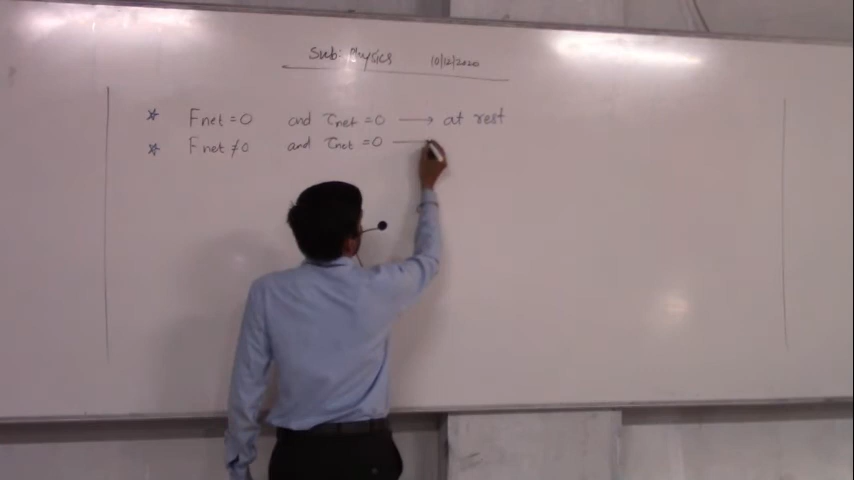 Sub: Physics 10/12/2020
* Fnet = 0 and τnet = 0 → at rest
* Fnet ≠ 0 and τnet = 0 —